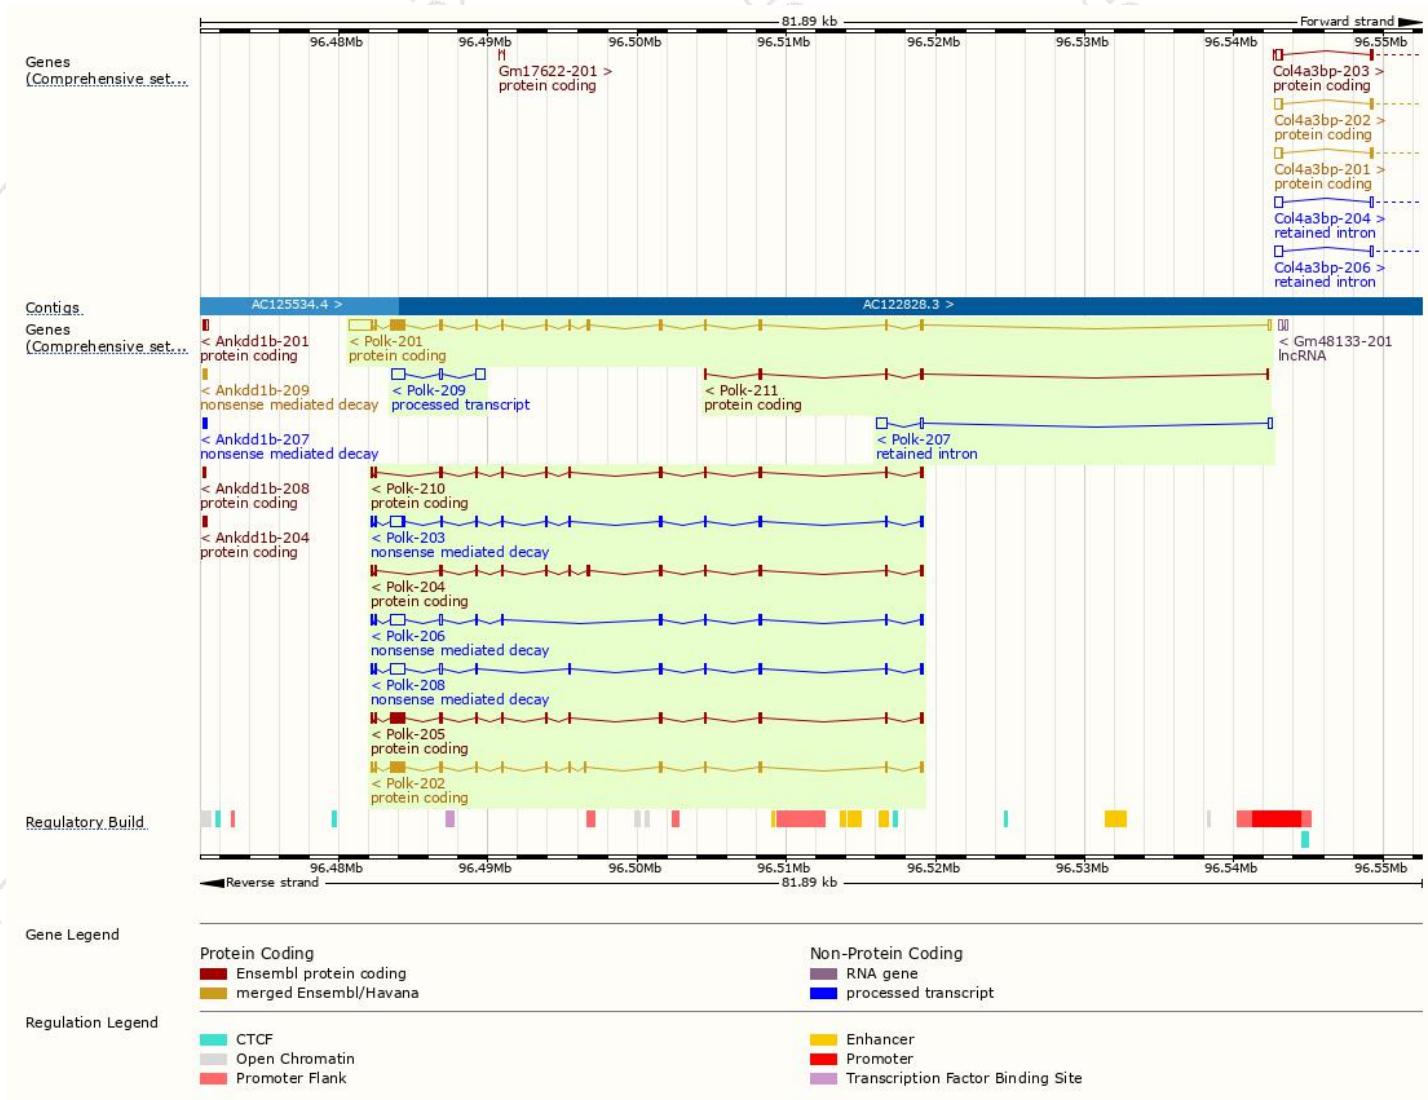 81.89 kb Forward strand
96.48Mb 96.49Mb 96.50Mb 96.51Mb 96.52Mb 96.53Mb 96.54Mb 96.55Mb
Genes
(Comprehensive set...
Gm17622-201 >
protein coding
Col4a3bp-203 >
protein coding
Col4a3bp-202 >
protein coding
Col4a3bp-201 >
protein coding
Col4a3bp-204 >
retained intron
Col4a3bp-206 >
retained intron
Contigs
AC125534.4 > AC122828.3 >
Genes
(Comprehensive set...
< Ankdd1b-201 < Polk-201 < Gm48133-201
protein coding protein coding lncRNA
< Ankdd1b-209 < Polk-209 < Polk-211
nonsense mediated decay processed transcript protein coding
< Ankdd1b-207 < Polk-207
nonsense mediated decay retained intron
< Ankdd1b-208 < Polk-210
protein coding protein coding
< Ankdd1b-204 < Polk-203
protein coding nonsense mediated decay
< Polk-204
protein coding
< Polk-206
nonsense mediated decay
< Polk-208
nonsense mediated decay
< Polk-205
protein coding
< Polk-202
protein coding
Regulatory Build
96.48Mb 96.49Mb 96.50Mb 96.51Mb 96.52Mb 96.53Mb 96.54Mb 96.55Mb
Reverse strand 81.89 kb
Gene Legend
Protein Coding Non-Protein Coding
Ensembl protein coding RNA gene
merged Ensembl/Havana processed transcript
Regulation Legend
CTCF Enhancer
Open Chromatin Promoter
Promoter Flank Transcription Factor Binding Site